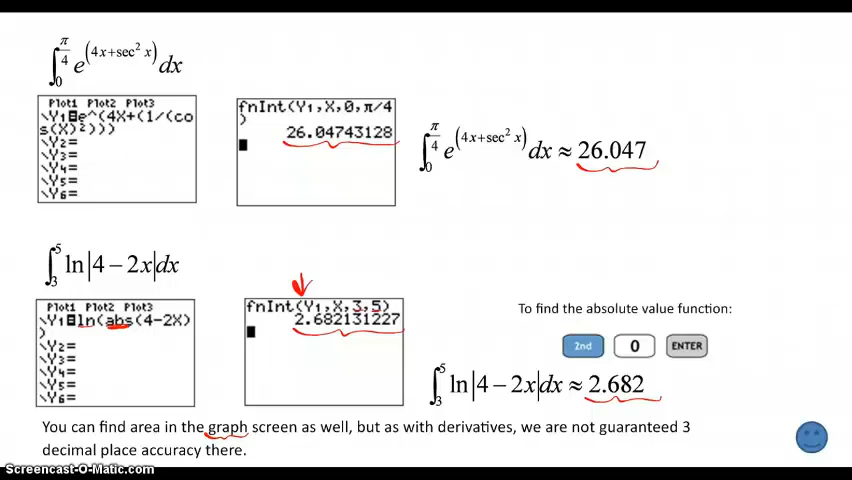 ∫₀^(π/4) e^(4x+sec² x) dx
Plot1 Plot2 Plot3
\Y1=e^(4X+(1/(co
s(X)²)))
\Y2=
\Y3=
\Y4=
\Y5=
\Y6=
fnInt(Y1,X,0,π/4
)
26.04743128
∫₀^(π/4) e^(4x+sec² x) dx ≈ 26.047
∫₃⁵ ln|4 − 2x|dx
Plot1 Plot2 Plot3
\Y1=ln(abs(4-2X)
)
\Y2=
\Y3=
\Y4=
\Y5=
\Y6=
fnInt(Y1,X,3,5)
2.682131227
To find the absolute value function:
2nd 0 ENTER
∫₃⁵ ln|4 − 2x|dx ≈ 2.682
You can find area in the graph screen as well, but as with derivatives, we are not guaranteed 3
decimal place accuracy there.
Screencast-O-Matic.com